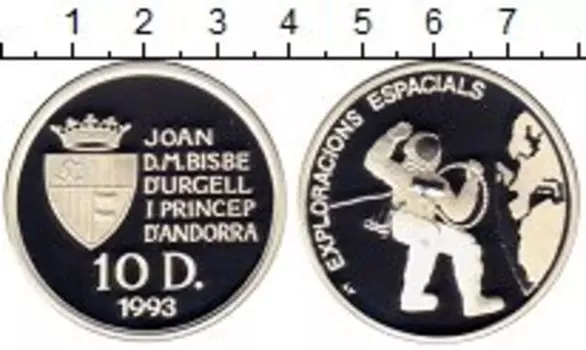 1 2 3 4 5 6 7
JOAN
D.M.BISBE
D'URGELL
I PRINCEP
D'ANDORRA
10 D.
1993
EXPLORACIONS ESPACIALS